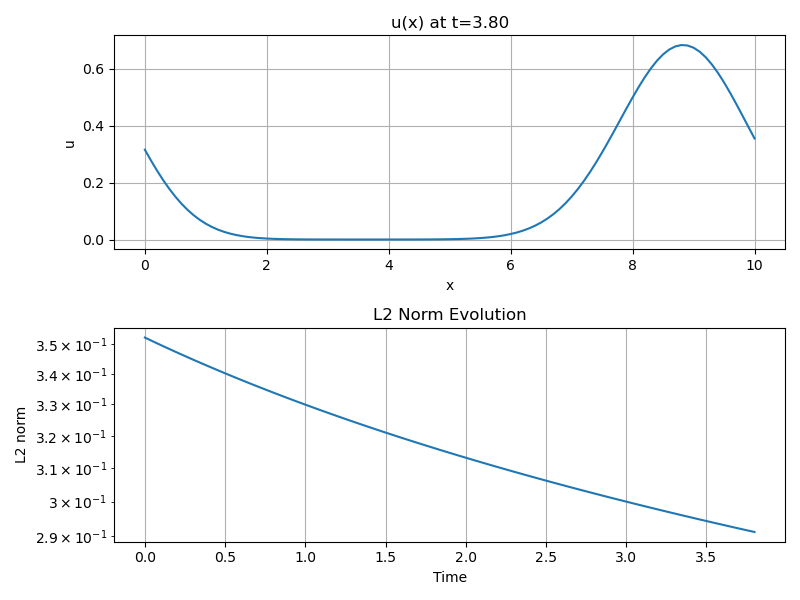 u(x) at t=3.80
0.6
0.4
0.2
0.0
u
0 2 4 6 8 10
x
L2 Norm Evolution
3.5 × 10⁻¹
3.4 × 10⁻¹
3.3 × 10⁻¹
3.2 × 10⁻¹
3.1 × 10⁻¹
3 × 10⁻¹
2.9 × 10⁻¹
L2 norm
0.0 0.5 1.0 1.5 2.0 2.5 3.0 3.5
Time